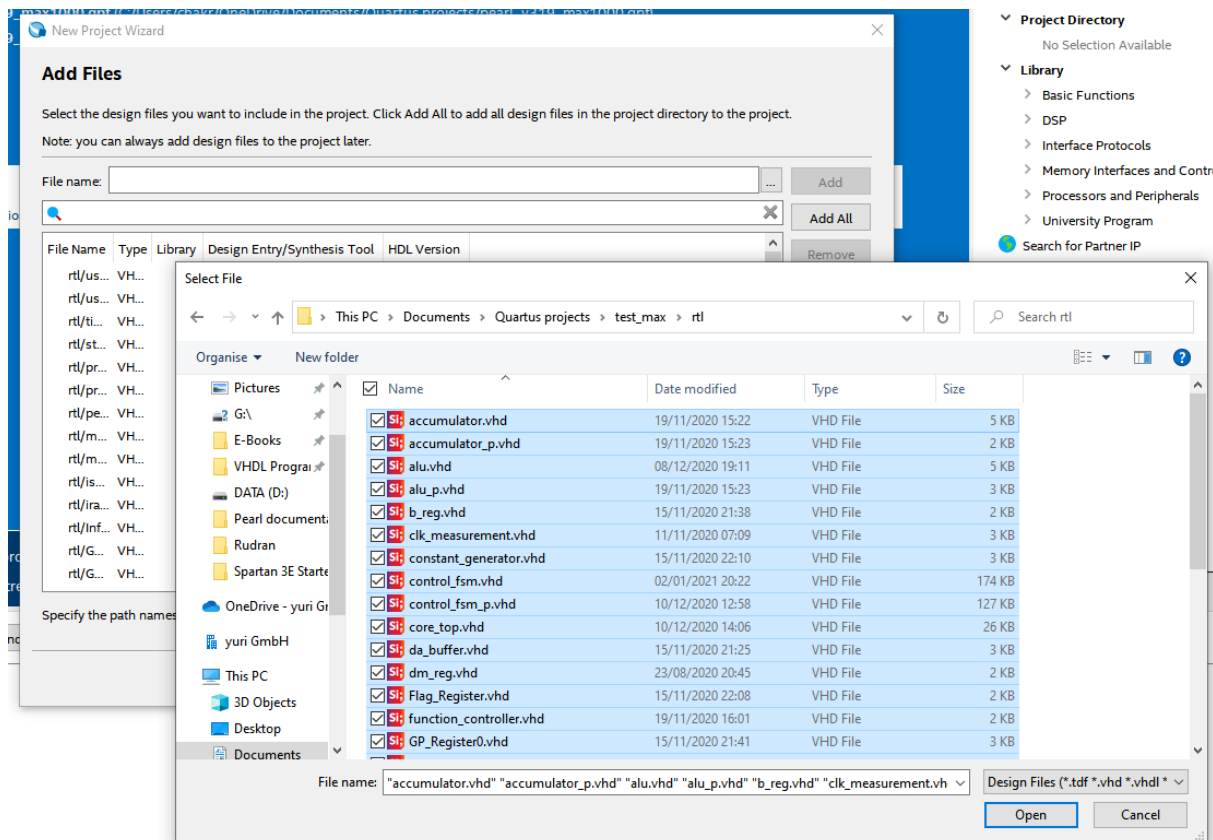 9_max1000.qpf (C:/Users/chakr/OneDrive/Documents/Quartus projects/pearl_v319_max1000.qpf)
New Project Wizard
Add Files
Select the design files you want to include in the project. Click Add All to add all design files in the project directory to the project.
Note: you can always add design files to the project later.
File name:
...
Add
Add All
Remove
File Name Type Library Design Entry/Synthesis Tool HDL Version
rtl/us... VH...
rtl/us... VH...
rtl/ti... VH...
rtl/st... VH...
rtl/pr... VH...
rtl/pr... VH...
rtl/pe... VH...
rtl/m... VH...
rtl/m... VH...
rtl/is... VH...
rtl/ira... VH...
rtl/Inf... VH...
rtl/G... VH...
rtl/G... VH...
Specify the path names
Project Directory
No Selection Available
Library
Basic Functions
DSP
Interface Protocols
Memory Interfaces and Contr
Processors and Peripherals
University Program
Search for Partner IP
Select File
This PC > Documents > Quartus projects > test_max > rtl
Search rtl
Organise New folder
Pictures
G:\
E-Books
VHDL Program
DATA (D:)
Pearl documenta
Rudran
Spartan 3E Starte
OneDrive - yuri Gr
yuri GmbH
This PC
3D Objects
Desktop
Documents
Name Date modified Type Size
accumulator.vhd 19/11/2020 15:22 VHD File 5 KB
accumulator_p.vhd 19/11/2020 15:23 VHD File 2 KB
alu.vhd 08/12/2020 19:11 VHD File 5 KB
alu_p.vhd 19/11/2020 15:23 VHD File 3 KB
b_reg.vhd 15/11/2020 21:38 VHD File 2 KB
clk_measurement.vhd 11/11/2020 07:09 VHD File 3 KB
constant_generator.vhd 15/11/2020 22:10 VHD File 3 KB
control_fsm.vhd 02/01/2021 20:22 VHD File 174 KB
control_fsm_p.vhd 10/12/2020 12:58 VHD File 127 KB
core_top.vhd 10/12/2020 14:06 VHD File 26 KB
da_buffer.vhd 15/11/2020 21:25 VHD File 3 KB
dm_reg.vhd 23/08/2020 20:45 VHD File 2 KB
Flag_Register.vhd 15/11/2020 22:08 VHD File 2 KB
function_controller.vhd 19/11/2020 16:01 VHD File 2 KB
GP_Register0.vhd 15/11/2020 21:41 VHD File 3 KB
File name: "accumulator.vhd" "accumulator_p.vhd" "alu.vhd" "alu_p.vhd" "b_reg.vhd" "clk_measurement.vh
Design Files (*.tdf *.vhd *.vhdl *
Open
Cancel